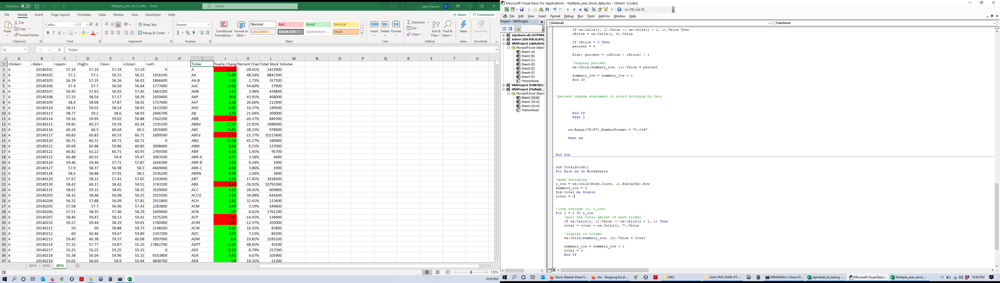 AutoSave Off
Multiple_year_stock_data - Excel
Search
Jake Clauson JC
File Home Insert Page Layout Formulas Data Review View Developer Help
Share Comments
Paste Cut Copy Format Painter
Clipboard
Calibri 12
B I U
Font
Wrap Text
Merge & Center
Alignment
General
$ % ,
Number
Conditional Formatting Format as Table
Normal Bad Good Neutral
Calculation Check Cell Explanatory ... Input
Styles
Insert Delete Format
Cells
AutoSum Fill Clear
Sort & Filter Find & Select
Editing
Ideas
Ideas
Sensitivity
Sensitivity
I1 fx Ticker
A B C D E F G H I J K L M N O P Q R S T U
1 <ticker> <date> <open> <high> <low> <close> <vol> Ticker Yearly Chang Percent Chan Total Stock Volume
2 A 20140101 57.19 57.19 57.19 57.19 0 A -16.25 -28.41% 1423900
3 A 20140102 57.1 57.1 56.15 56.21 1916100 AA 15.48 48.54% 8842300
4 A 20140103 56.39 57.35 56.26 56.92 1866600 AA-B 1.34 2.73% 357100
5 A 20140106 57.4 57.7 56.56 56.64 1777400 AAC 10.92 54.60% 37900
6 A 20140107 56.95 57.63 56.93 57.45 1463200 AAN 1.17 3.98% 434800
7 A 20140108 57.33 58.54 57.17 58.39 2659400 AAP 48.6 43.91% 468000
8 A 20140109 58.4 58.68 57.87 58.41 1757600 AAT 8.38 26.66% 112900
9 A 20140110 58.51 59.01 58.14 58.93 1623300 AAV 0.45 10.37% 249500
10 A 20140113 58.77 59.1 58.6 58.93 2946700 AB 4.49 21.04% 309000
11 A 20140114 59.16 59.95 59.02 59.88 2562200 ABB -5.41 -20.37% 849300
12 A 20140115 59.82 60.37 59.59 60.34 2335100 ABBV 12.63 23.92% 3989000
13 A 20140116 60.24 60.5 60.04 60.5 1835900 ABC 19.85 28.23% 978900
14 A 20140117 60.83 60.83 60.33 60.71 1699500 ABEV -1.13 -15.37% 10213600
15 A 20140120 60.71 60.71 60.71 60.71 0 ABG 22.18 41.27% 340400
16 A 20140121 60.69 60.88 59.86 60.85 3008400 ABM 0.06 0.21% 137000
17 A 20140122 60.82 61.22 60.71 60.93 2769300 ABR 0.11 1.65% 95700
18 A 20140123 60.48 60.51 59.4 59.47 3063500 ABR-A 0.77 3.18% 4400
19 A 20140124 59.46 59.46 57.71 57.87 2656300 ABR-B 2.09 9.24% 1900
20 A 20140127 57.9 58.37 56.98 58.3 4669000 ABR-C 0.94 3.86% 1900
21 A 20140128 58.5 58.88 57.91 58.1 2536200 ABRN 0.49 2.04% 3600
22 A 20140129 57.67 58.22 57.41 57.65 2163000 ABT 6.69 17.45% 3418500
23 A 20140130 58.42 60.11 58.42 59.51 3743100 ABX -6.88 -39.02% 10793300
24 A 20140131 58.61 59.15 58.05 58.15 3529000 ACC 9.15 28.41% 609800
25 A 20140203 58.15 58.48 56.08 56.15 2929200 ACCO 2.29 34.08% 641600
26 A 20140204 56.32 57.88 56.09 57.81 2911800 ACH 2.82 32.41% 113600
27 A 20140205 57.58 57.7 56.96 57.43 2283800 ACM 0.94 3.19% 549600
28 A 20140206 57.51 58.35 57.46 58.29 1609400 ACN 7.09 8.62% 1761200
29 A 20140207 58.46 59.47 58.13 59.42 1975200 ACP -2.47 -14.05% 138400
30 A 20140210 59.27 59.44 58.29 59.01 1760400 ACRE -1.62 -12.37% 203000
31 A 20140211 59 60 58.88 59.73 2148200 ACW 0.61 16.35% 87800
32 A 20140212 60 60.46 59.67 59.89 2347200 ADC 2.07 7.13% 84300
33 A 20140213 59.45 60.38 59.37 60.08 3097000 ADM 8.6 19.82% 2595100
34 A 20140214 57.15 57.77 54.87 55.25 17862700 ADPT 12.24 48.65% 42500
35 A 20140217 55.25 55.25 55.25 55.25 0 ADS 23.12 8.79% 257300
36 A 20140218 55.38 56.04 54.96 55.15 6553800 ADX 0.61 4.67% 105900
37 A 20140219 55.01 56.65 54.9 55.94 4838700 AEB 3.8 19.31% 11200
2016 2015 2014
100%
10:56 PM
Microsoft Visual Basic for Applications - Multiple_year_stock_data.xlsx - [Sheet1 (Code)]
Ln 170, Col 10
File Edit View Insert Format Debug Run Tools Add-Ins Window Help
Project - VBAProject
atpvbaen.xls (ATPVBA
Solver (SOLVER.XLAM)
VBAProject (alphabeti
Microsoft Excel Object
Sheet1 (A)
Sheet2 (B)
Sheet3 (C)
Sheet4 (D)
Sheet5 (E)
Sheet6 (F)
Sheet7 (P)
ThisWorkbook
VBAProject (FUNCRES.
VBAProject (Multiple_
Microsoft Excel Object
Sheet1 (2016)
Sheet2 (2015)
Sheet3 (2014)
ThisWorkbook
(General) TotalStock
If ws.Cells(j, 1).Value <> ws.Cells(j + 1, 1).Value Then
cPrice = ws.Cells(j, 6).Value
If oPrice = 0 Then
percent = 0
Else: percent = (cPrice / oPrice) - 1
'display percent
ws.Cells(summary_row, 11).Value = percent
summary_row = summary_row + 1
End If
'percent change statement to avoid dividing by Zero
End If
Next j
ws.Range("K:K").NumberFormat = "0.00%"
Next ws
End Sub
Sub TotalStock()
For Each ws In Worksheets
'make variables
l_row = ws.Cells(Rows.Count, 1).End(xlUp).Row
summary_row = 2
Dim total As Double
total = 0
'loop through (j, l_row)
For j = 2 To l_row
'pull the total amount of each ticker
If ws.Cells(j, 1).Value <> ws.Cells(j + 1, 1) Then
total = total + ws.Cells(j, 7).Value
'display in column
ws.Cells(summary_row, 12).Value = total
summary_row = summary_row + 1
total = 0
End If
Stock-Market-Data/H... vba - Stopping Excel ... HW2 UofA-PHX-DATA-PT-... MINGW64:/c/Users/O... alphabetical_testing -... Microsoft Visual Basic... Multiple_year_stock_... 10:56 PM